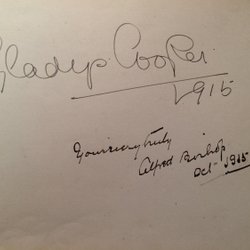 Gladys Cooper
1915
Yours very truly
Alfred Bishop
Oct 1915